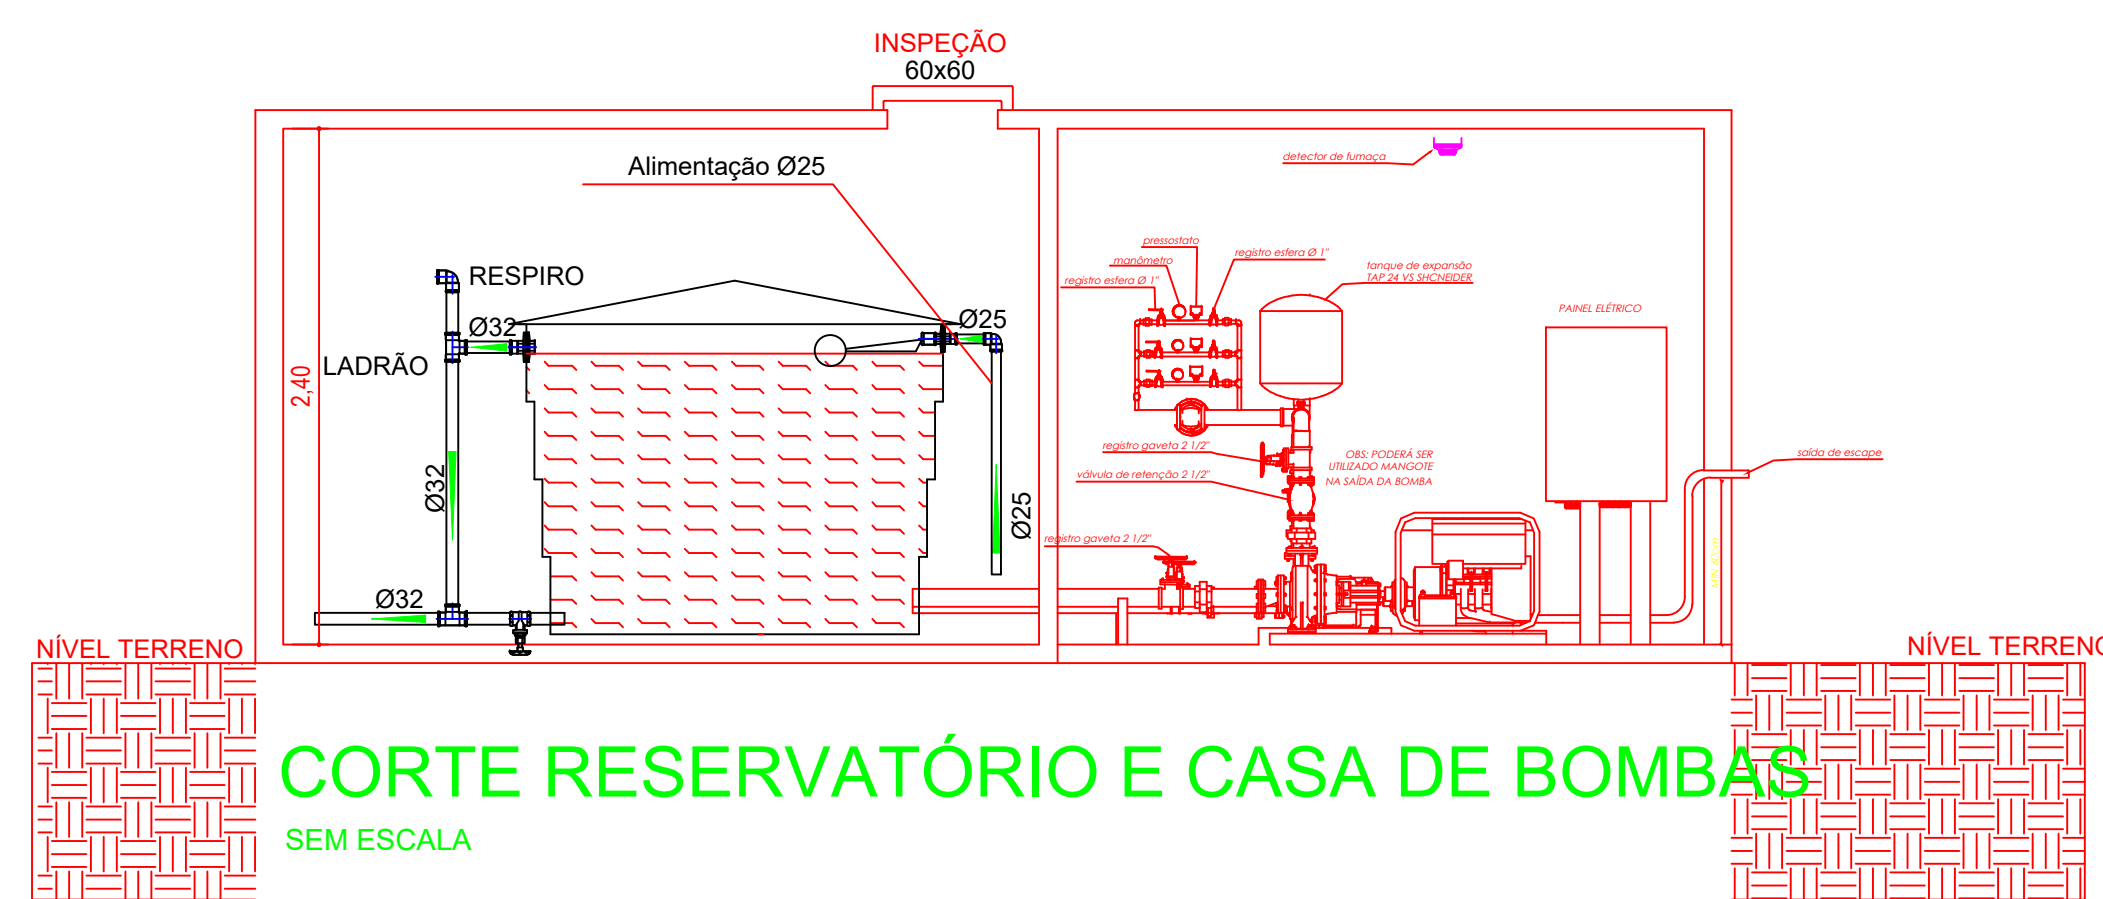 INSPEÇÃO
60x60
Alimentação Ø25
detector de fumaça
pressostato
manômetro
registro esfera Ø 1"
registro esfera Ø 1"
tanque de expansão
TAP 24 VS SHCNEIDER
PAINEL ELÉTRICO
RESPIRO
Ø32
Ø25
LADRÃO
2,40
Ø32
Ø25
registro gaveta 2 1/2"
válvula de retenção 2 1/2"
OBS: PODERÁ SER
UTILIZADO MANGOTE
NA SAÍDA DA BOMBA
saída de escape
registro gaveta 2 1/2"
MIN 60cm
Ø32
NÍVEL TERRENO
NÍVEL TERRENO
CORTE RESERVATÓRIO E CASA DE BOMBAS
SEM ESCALA